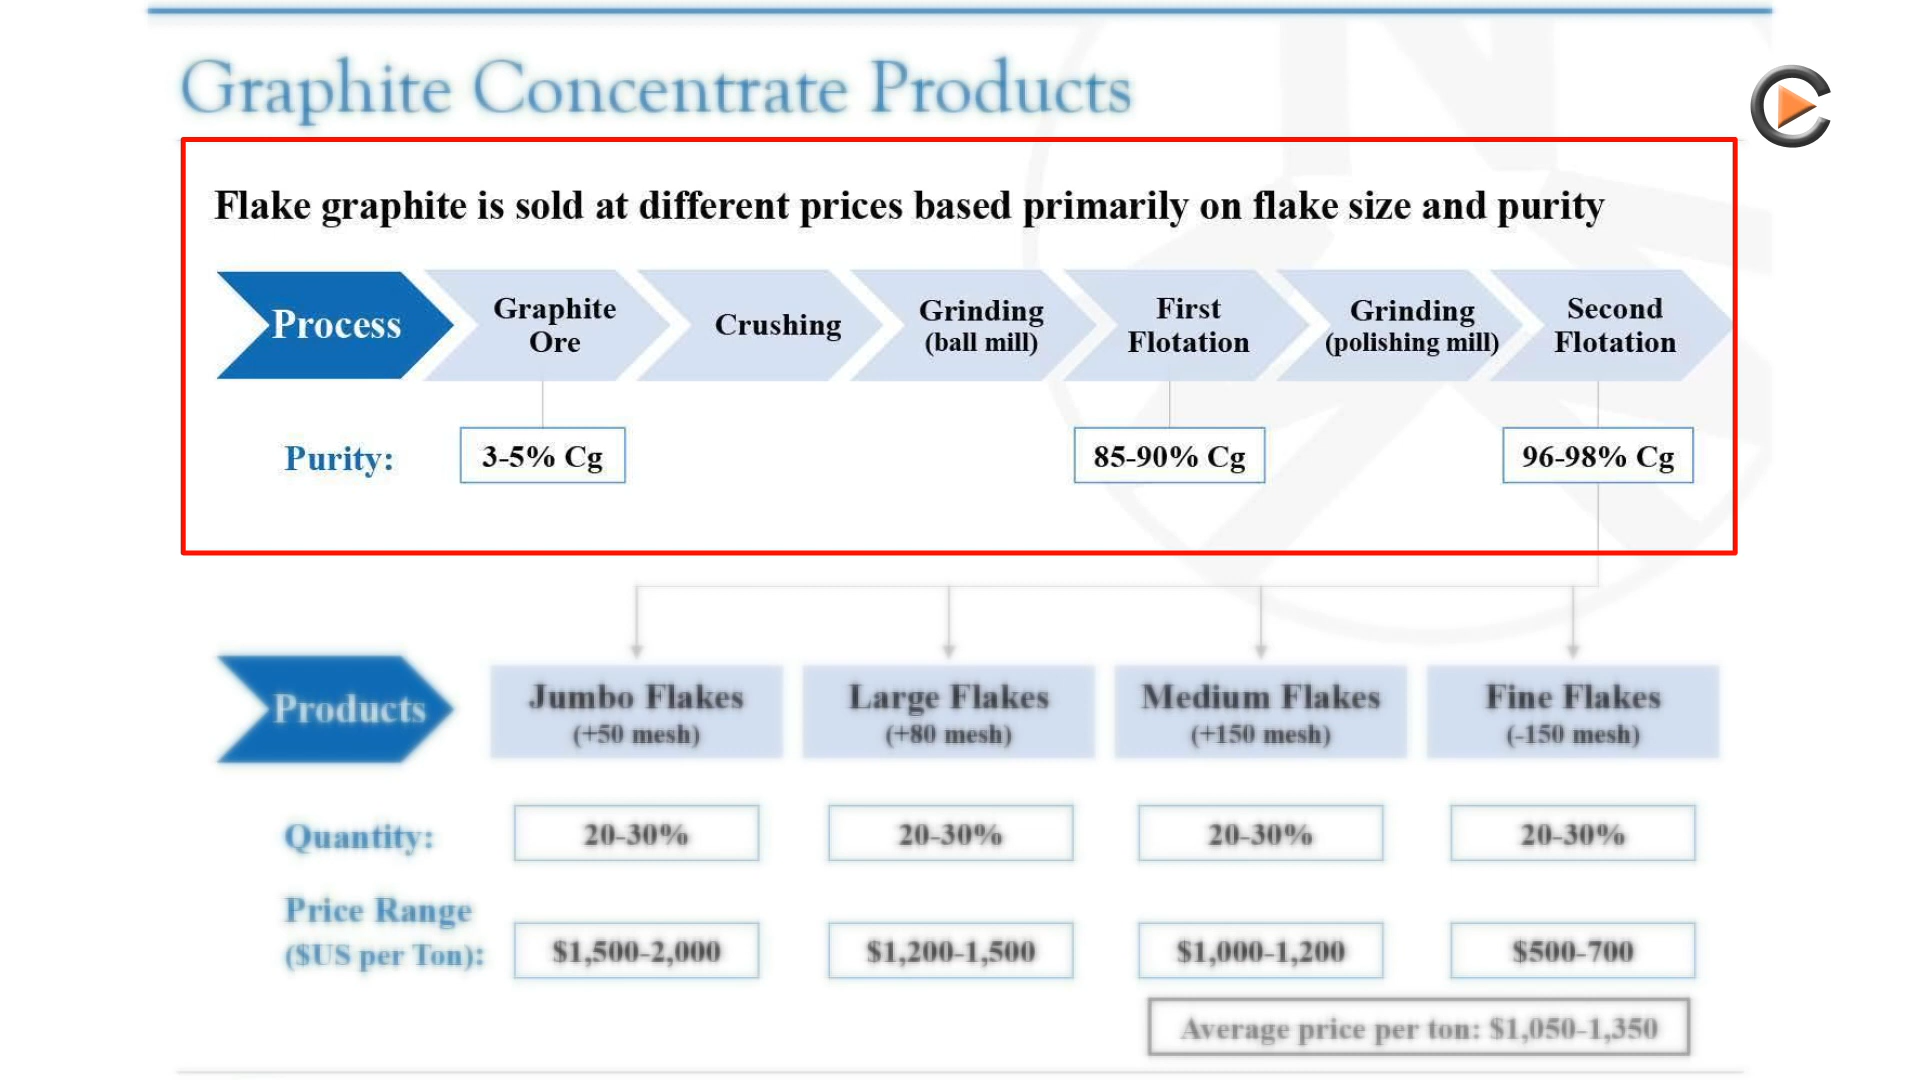 Graphite Concentrate Products
Flake graphite is sold at different prices based primarily on flake size and purity
Process
Graphite
Ore
Crushing
Grinding
(ball mill)
First
Flotation
Grinding
(polishing mill)
Second
Flotation
Purity:
3-5% Cg
85-90% Cg
96-98% Cg
Products
Jumbo Flakes
(+50 mesh)
Large Flakes
(+80 mesh)
Medium Flakes
(+150 mesh)
Fine Flakes
(-150 mesh)
Quantity:
20-30%
20-30%
20-30%
20-30%
Price Range
($US per Ton):
$1,500-2,000
$1,200-1,500
$1,000-1,200
$500-700
Average price per ton: $1,050-1,350